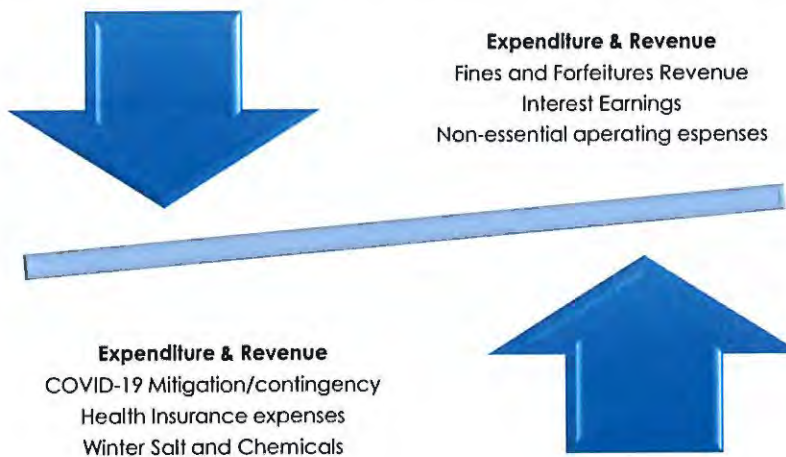 Expenditure & Revenue
Fines and Forfeitures Revenue
Interest Earnings
Non-essential aperating espenses
Expenditure & Revenue
COVID-19 Mitigation/contingency
Health Insurance expenses
Winter Salt and Chemicals